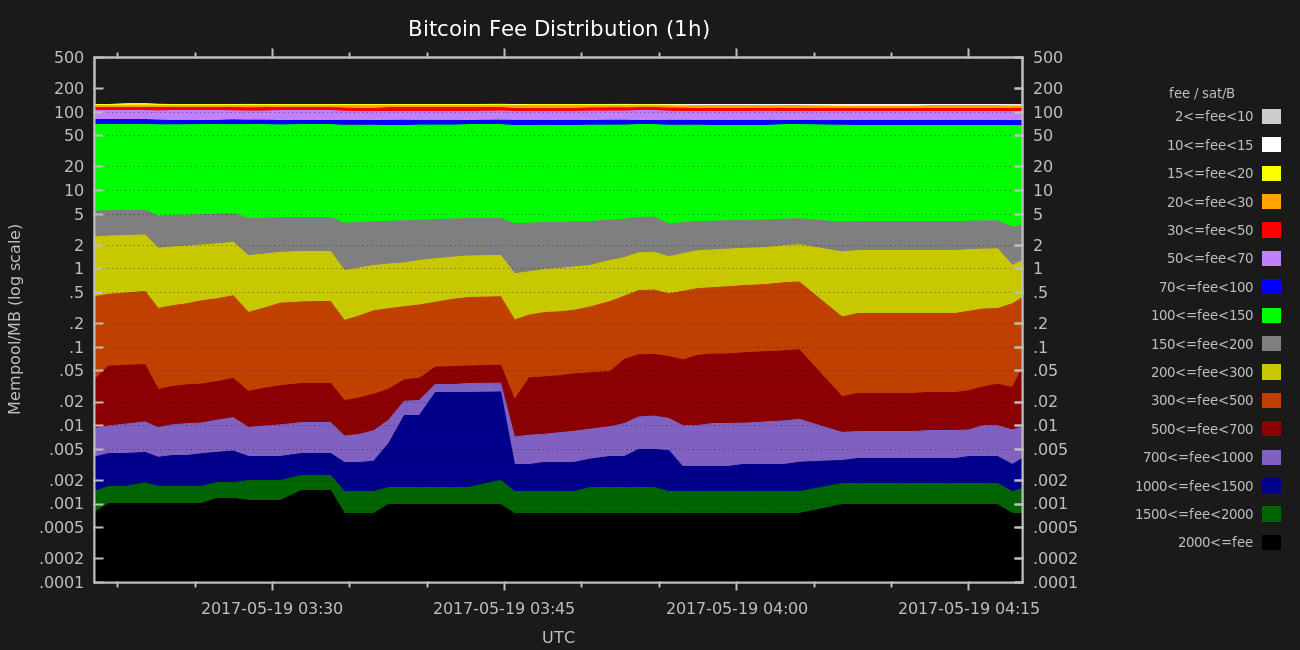 Bitcoin Fee Distribution (1h)
500
200
100
50
20
10
5
2
1
.5
.2
.1
.05
.02
.01
.005
.002
.001
.0005
.0002
.0001
Mempool/MB (log scale)
500
200
100
50
20
10
5
2
1
.5
.2
.1
.05
.02
.01
.005
.002
.001
.0005
.0002
.0001
2017-05-19 03:30
2017-05-19 03:45
2017-05-19 04:00
2017-05-19 04:15
UTC
fee / sat/B
2<=fee<10
10<=fee<15
15<=fee<20
20<=fee<30
30<=fee<50
50<=fee<70
70<=fee<100
100<=fee<150
150<=fee<200
200<=fee<300
300<=fee<500
500<=fee<700
700<=fee<1000
1000<=fee<1500
1500<=fee<2000
2000<=fee